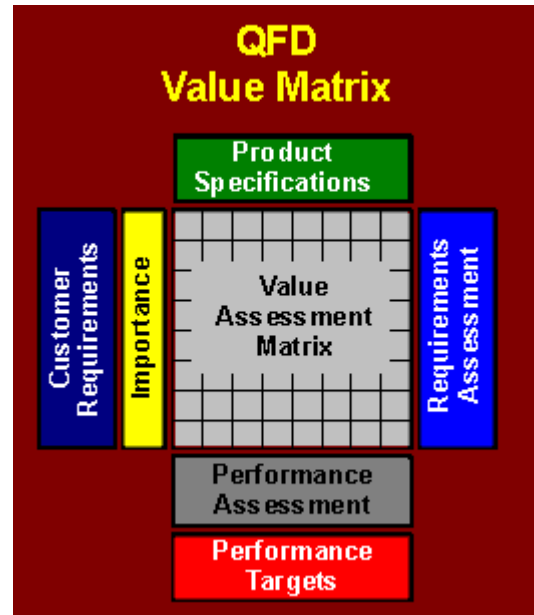 QFD
Value Matrix
Product
Specifications
Customer
Requirements
Importance
Value
Assessment
Matrix
Requirements
Assessment
Performance
Assessment
Performance
Targets